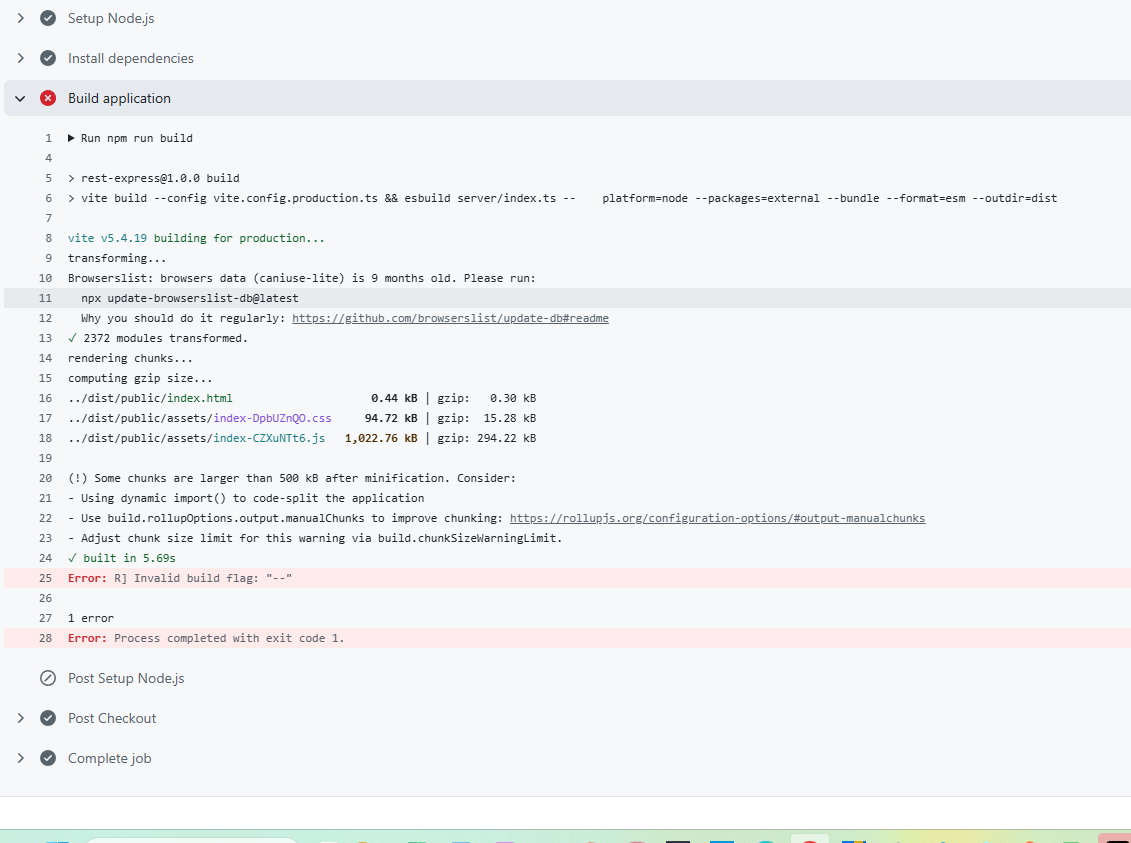 Setup Node.js
Install dependencies
Build application
1 Run npm run build
4
5 > rest-express@1.0.0 build
6 > vite build --config vite.config.production.ts && esbuild server/index.ts --    platform=node --packages=external --bundle --format=esm --outdir=dist
7
8 vite v5.4.19 building for production...
9 transforming...
10 Browserslist: browsers data (caniuse-lite) is 9 months old. Please run:
11   npx update-browserslist-db@latest
12   Why you should do it regularly: https://github.com/browserslist/update-db#readme
13 ✓ 2372 modules transformed.
14 rendering chunks...
15 computing gzip size...
16 ../dist/public/index.html 0.44 kB │ gzip: 0.30 kB
17 ../dist/public/assets/index-DpbUZnQO.css 94.72 kB │ gzip: 15.28 kB
18 ../dist/public/assets/index-CZXuNTt6.js 1,022.76 kB │ gzip: 294.22 kB
19
20 (!) Some chunks are larger than 500 kB after minification. Consider:
21 - Using dynamic import() to code-split the application
22 - Use build.rollupOptions.output.manualChunks to improve chunking: https://rollupjs.org/configuration-options/#output-manualchunks
23 - Adjust chunk size limit for this warning via build.chunkSizeWarningLimit.
24 ✓ built in 5.69s
25 Error: R] Invalid build flag: "--"
26
27 1 error
28 Error: Process completed with exit code 1.
Post Setup Node.js
Post Checkout
Complete job